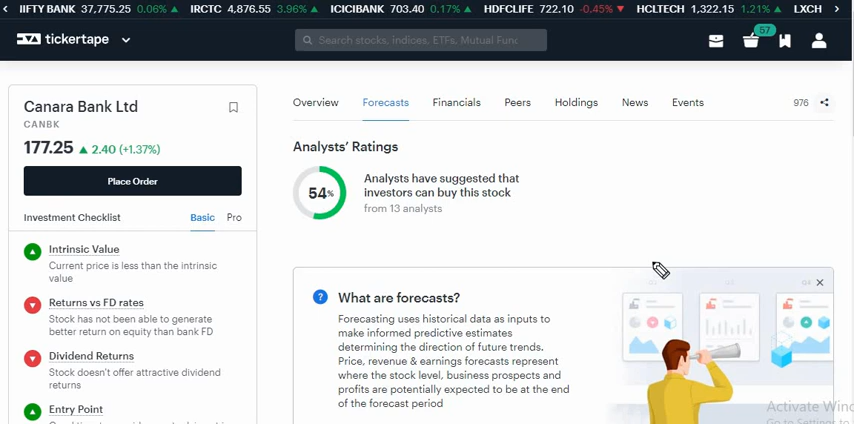 IIFTY BANK 37,775.25 0.06% IRCTC 4,876.55 3.96% ICICIBANK 703.40 0.17% HDFCLIFE 722.10 -0.45% HCLTECH 1,322.15 1.21% LXCH
tickertape
Search stocks, indices, ETFs, Mutual Func
57
Canara Bank Ltd
CANBK
177.25 2.40 (+1.37%)
Place Order
Investment Checklist Basic Pro
Intrinsic Value
Current price is less than the intrinsic
value
Returns vs FD rates
Stock has not been able to generate
better return on equity than bank FD
Dividend Returns
Stock doesn't offer attractive dividend
returns
Entry Point
Overview Forecasts Financials Peers Holdings News Events 976
Analysts' Ratings
54%
Analysts have suggested that
investors can buy this stock
from 13 analysts
? What are forecasts?
Forecasting uses historical data as inputs to
make informed predictive estimates
determining the direction of future trends.
Price, revenue & earnings forecasts represent
where the stock level, business prospects and
profits are potentially expected to be at the end
of the forecast period
Activate Winc